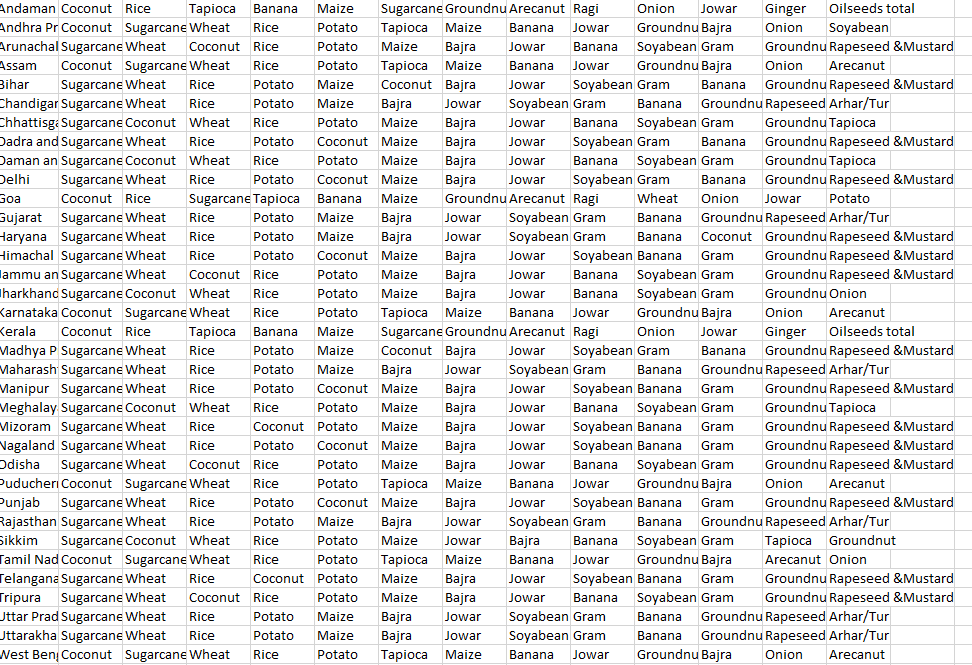 Andaman Coconut Rice Tapioca Banana Maize Sugarcane Groundnu Arecanut Ragi Onion Jowar Ginger Oilseeds total
Andhra Pr Coconut Sugarcane Wheat Rice Potato Tapioca Maize Banana Jowar Groundnu Bajra Onion Soyabean
Arunachal Sugarcane Wheat Coconut Rice Potato Maize Bajra Jowar Banana Soyabean Gram Groundnu Rapeseed &Mustard
Assam Coconut Sugarcane Wheat Rice Potato Tapioca Maize Banana Jowar Groundnu Bajra Onion Arecanut
Bihar Sugarcane Wheat Rice Potato Maize Coconut Bajra Jowar Soyabean Gram Banana Groundnu Rapeseed &Mustard
Chandigar Sugarcane Wheat Rice Potato Maize Bajra Jowar Soyabean Gram Banana Groundnu Rapeseed Arhar/Tur
Chhattisga Sugarcane Coconut Wheat Rice Potato Maize Bajra Jowar Banana Soyabean Gram Groundnu Tapioca
Dadra and Sugarcane Wheat Rice Potato Coconut Maize Bajra Jowar Soyabean Gram Banana Groundnu Rapeseed &Mustard
Daman an Sugarcane Coconut Wheat Rice Potato Maize Bajra Jowar Banana Soyabean Gram Groundnu Tapioca
Delhi Sugarcane Wheat Rice Potato Coconut Maize Bajra Jowar Soyabean Gram Banana Groundnu Rapeseed &Mustard
Goa Coconut Rice Sugarcane Tapioca Banana Maize Groundnu Arecanut Ragi Wheat Onion Jowar Potato
Gujarat Sugarcane Wheat Rice Potato Maize Bajra Jowar Soyabean Gram Banana Groundnu Rapeseed Arhar/Tur
Haryana Sugarcane Wheat Rice Potato Maize Bajra Jowar Soyabean Gram Banana Coconut Groundnu Rapeseed &Mustard
Himachal Sugarcane Wheat Rice Potato Coconut Maize Bajra Jowar Soyabean Banana Gram Groundnu Rapeseed &Mustard
Jammu an Sugarcane Wheat Coconut Rice Potato Maize Bajra Jowar Banana Soyabean Gram Groundnu Rapeseed &Mustard
Jharkhand Sugarcane Coconut Wheat Rice Potato Maize Bajra Jowar Banana Soyabean Gram Groundnu Onion
Karnataka Coconut Sugarcane Wheat Rice Potato Tapioca Maize Banana Jowar Groundnu Bajra Onion Arecanut
Kerala Coconut Rice Tapioca Banana Maize Sugarcane Groundnu Arecanut Ragi Onion Jowar Ginger Oilseeds total
Madhya P Sugarcane Wheat Rice Potato Maize Coconut Bajra Jowar Soyabean Gram Banana Groundnu Rapeseed &Mustard
Maharash Sugarcane Wheat Rice Potato Maize Bajra Jowar Soyabean Gram Banana Groundnu Rapeseed Arhar/Tur
Manipur Sugarcane Wheat Rice Potato Coconut Maize Bajra Jowar Soyabean Banana Gram Groundnu Rapeseed &Mustard
Meghalay Sugarcane Coconut Wheat Rice Potato Maize Bajra Jowar Banana Soyabean Gram Groundnu Tapioca
Mizoram Sugarcane Wheat Rice Coconut Potato Maize Bajra Jowar Soyabean Banana Gram Groundnu Rapeseed &Mustard
Nagaland Sugarcane Wheat Rice Potato Coconut Maize Bajra Jowar Soyabean Banana Gram Groundnu Rapeseed &Mustard
Odisha Sugarcane Wheat Coconut Rice Potato Maize Bajra Jowar Banana Soyabean Gram Groundnu Rapeseed &Mustard
Puducherr Coconut Sugarcane Wheat Rice Potato Tapioca Maize Banana Jowar Groundnu Bajra Onion Arecanut
Punjab Sugarcane Wheat Rice Potato Coconut Maize Bajra Jowar Soyabean Banana Gram Groundnu Rapeseed &Mustard
Rajasthan Sugarcane Wheat Rice Potato Maize Bajra Jowar Soyabean Gram Banana Groundnu Rapeseed Arhar/Tur
Sikkim Sugarcane Coconut Wheat Rice Potato Maize Jowar Bajra Banana Soyabean Gram Tapioca Groundnut
Tamil Nad Coconut Sugarcane Wheat Rice Potato Tapioca Maize Banana Jowar Groundnu Bajra Arecanut Onion
Telangana Sugarcane Wheat Rice Coconut Potato Maize Bajra Jowar Soyabean Banana Gram Groundnu Rapeseed &Mustard
Tripura Sugarcane Wheat Coconut Rice Potato Maize Bajra Jowar Banana Soyabean Gram Groundnu Rapeseed &Mustard
Uttar Prad Sugarcane Wheat Rice Potato Maize Bajra Jowar Soyabean Gram Banana Groundnu Rapeseed Arhar/Tur
Uttarakha Sugarcane Wheat Rice Potato Maize Bajra Jowar Soyabean Gram Banana Groundnu Rapeseed Arhar/Tur
West Beng Coconut Sugarcane Wheat Rice Potato Tapioca Maize Banana Jowar Groundnu Bajra Onion Arecanut